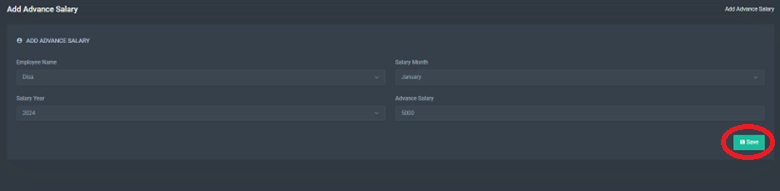 Add Advance Salary
Add Advance Salary
ADD ADVANCE SALARY
Employee Name
Salary Month
Disa
January
Salary Year
Advance Salary
2024
5000
Save